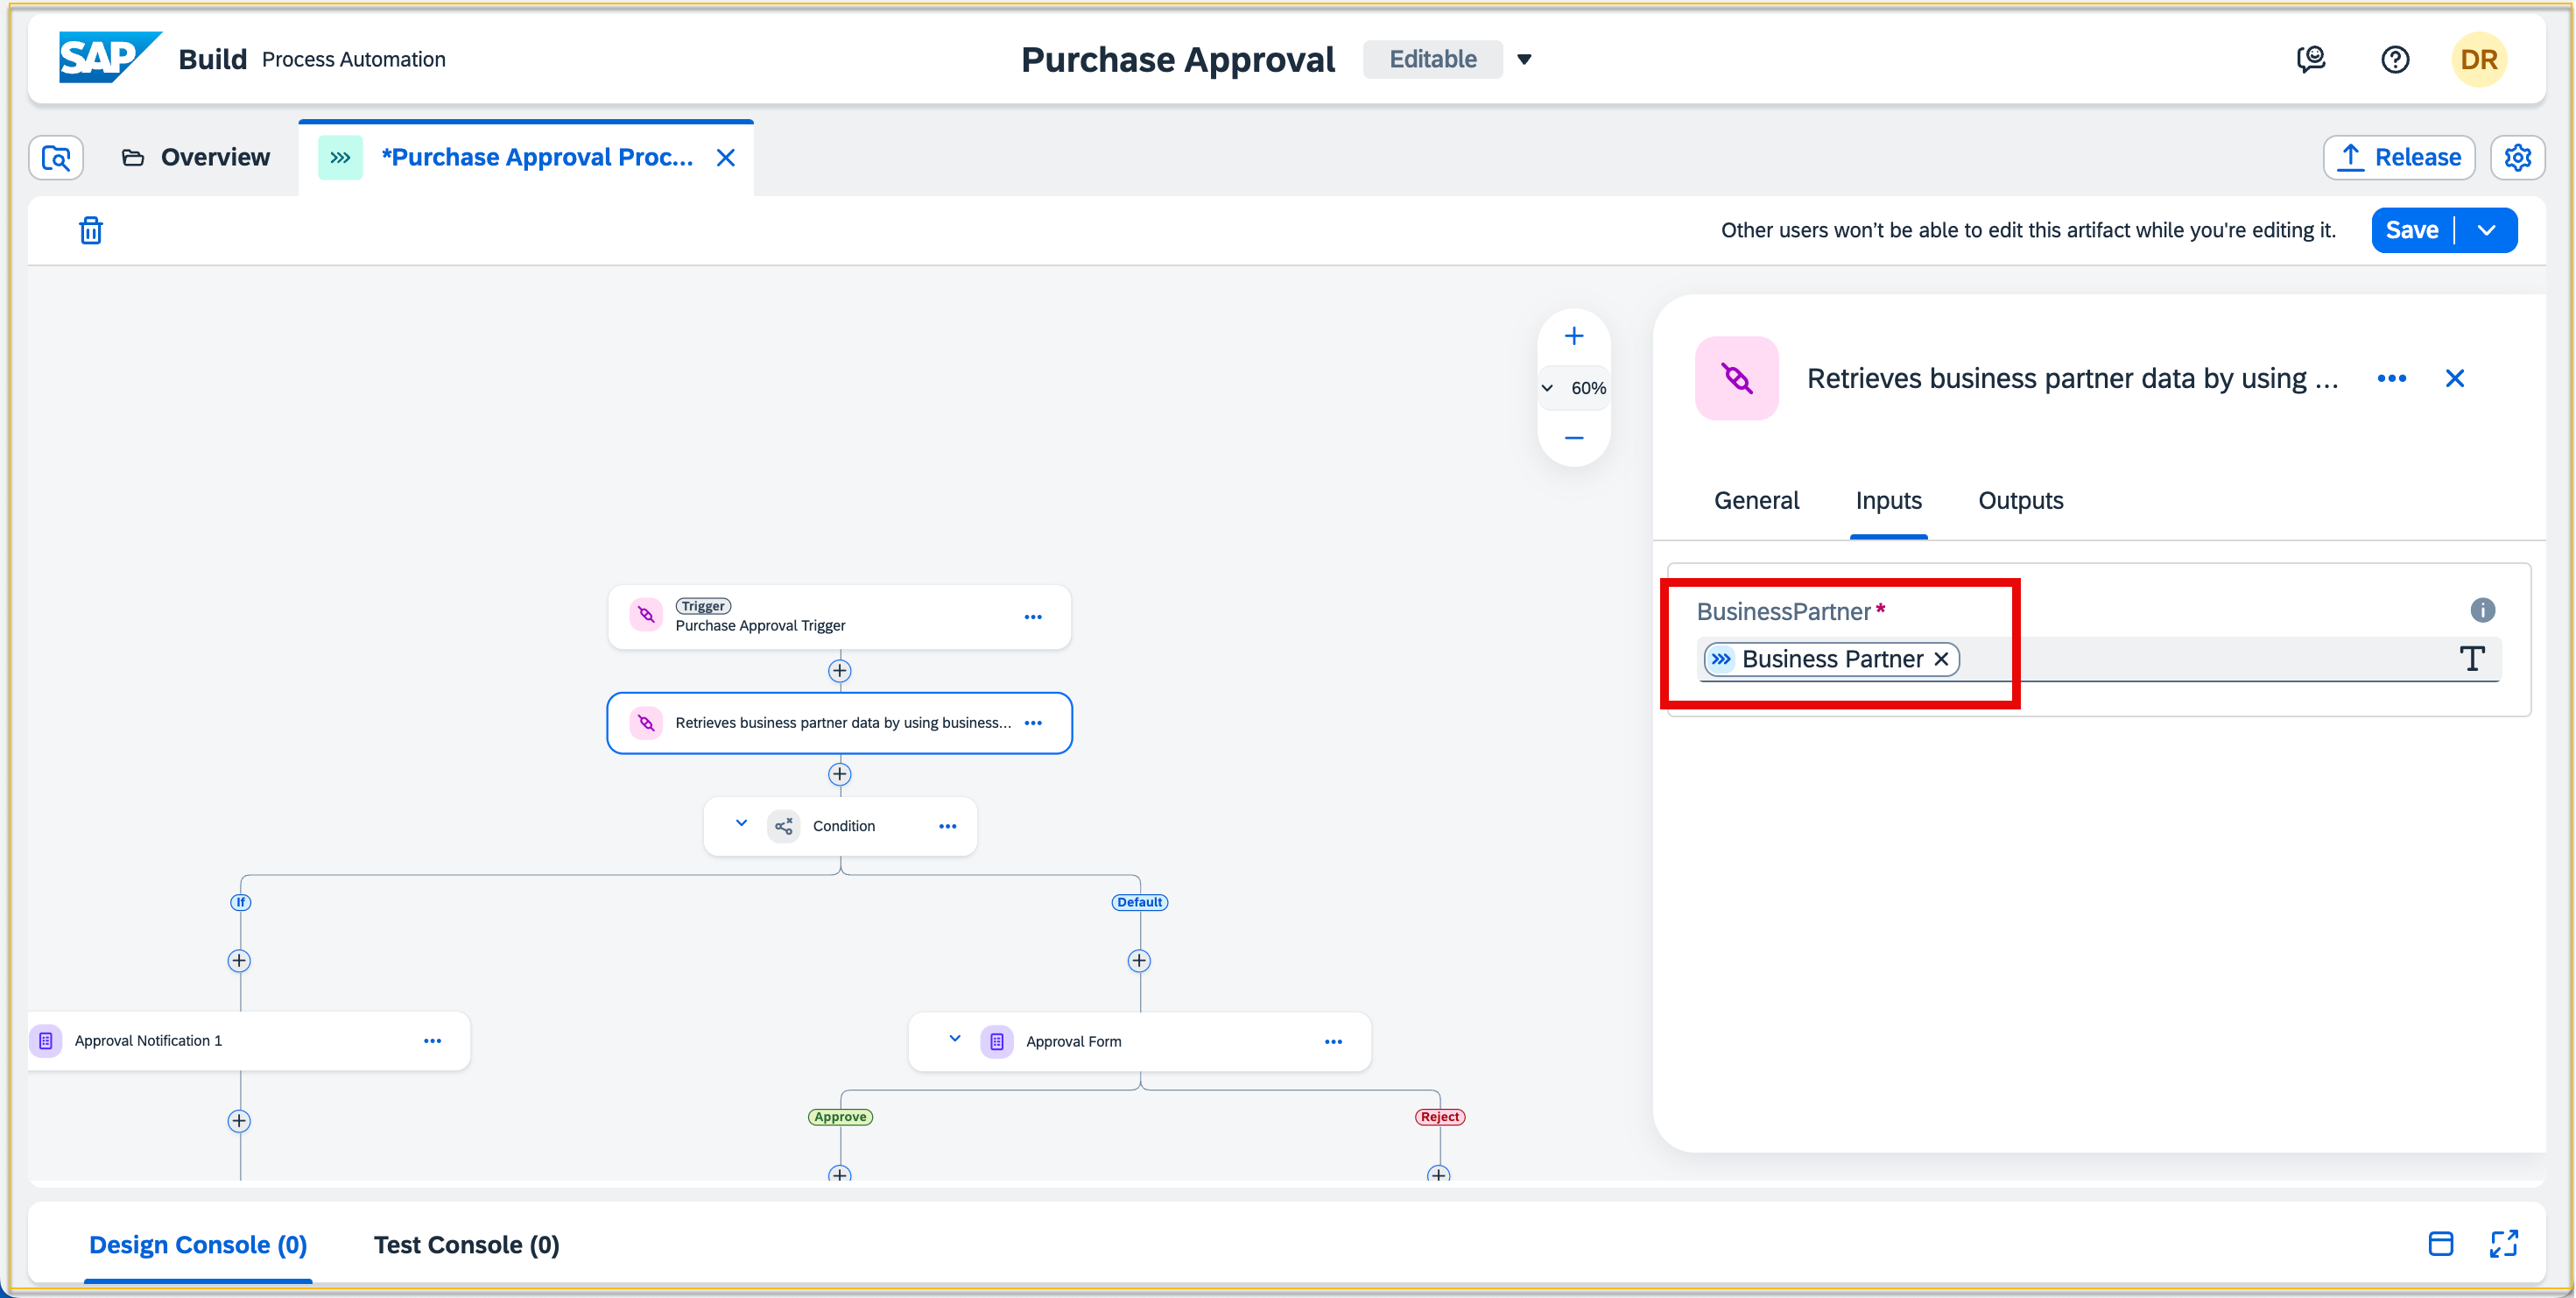 SAP Build Process Automation
Purchase Approval Editable
DR
Overview
*Purchase Approval Proc...
Release
Other users won't be able to edit this artifact while you're editing it.
Save
60%
Retrieves business partner data by using ...
General Inputs Outputs
BusinessPartner*
Business Partner
Trigger
Purchase Approval Trigger
Retrieves business partner data by using business...
Condition
If
Default
Approval Notification 1
Approval Form
Approve
Reject
Design Console (0) Test Console (0)